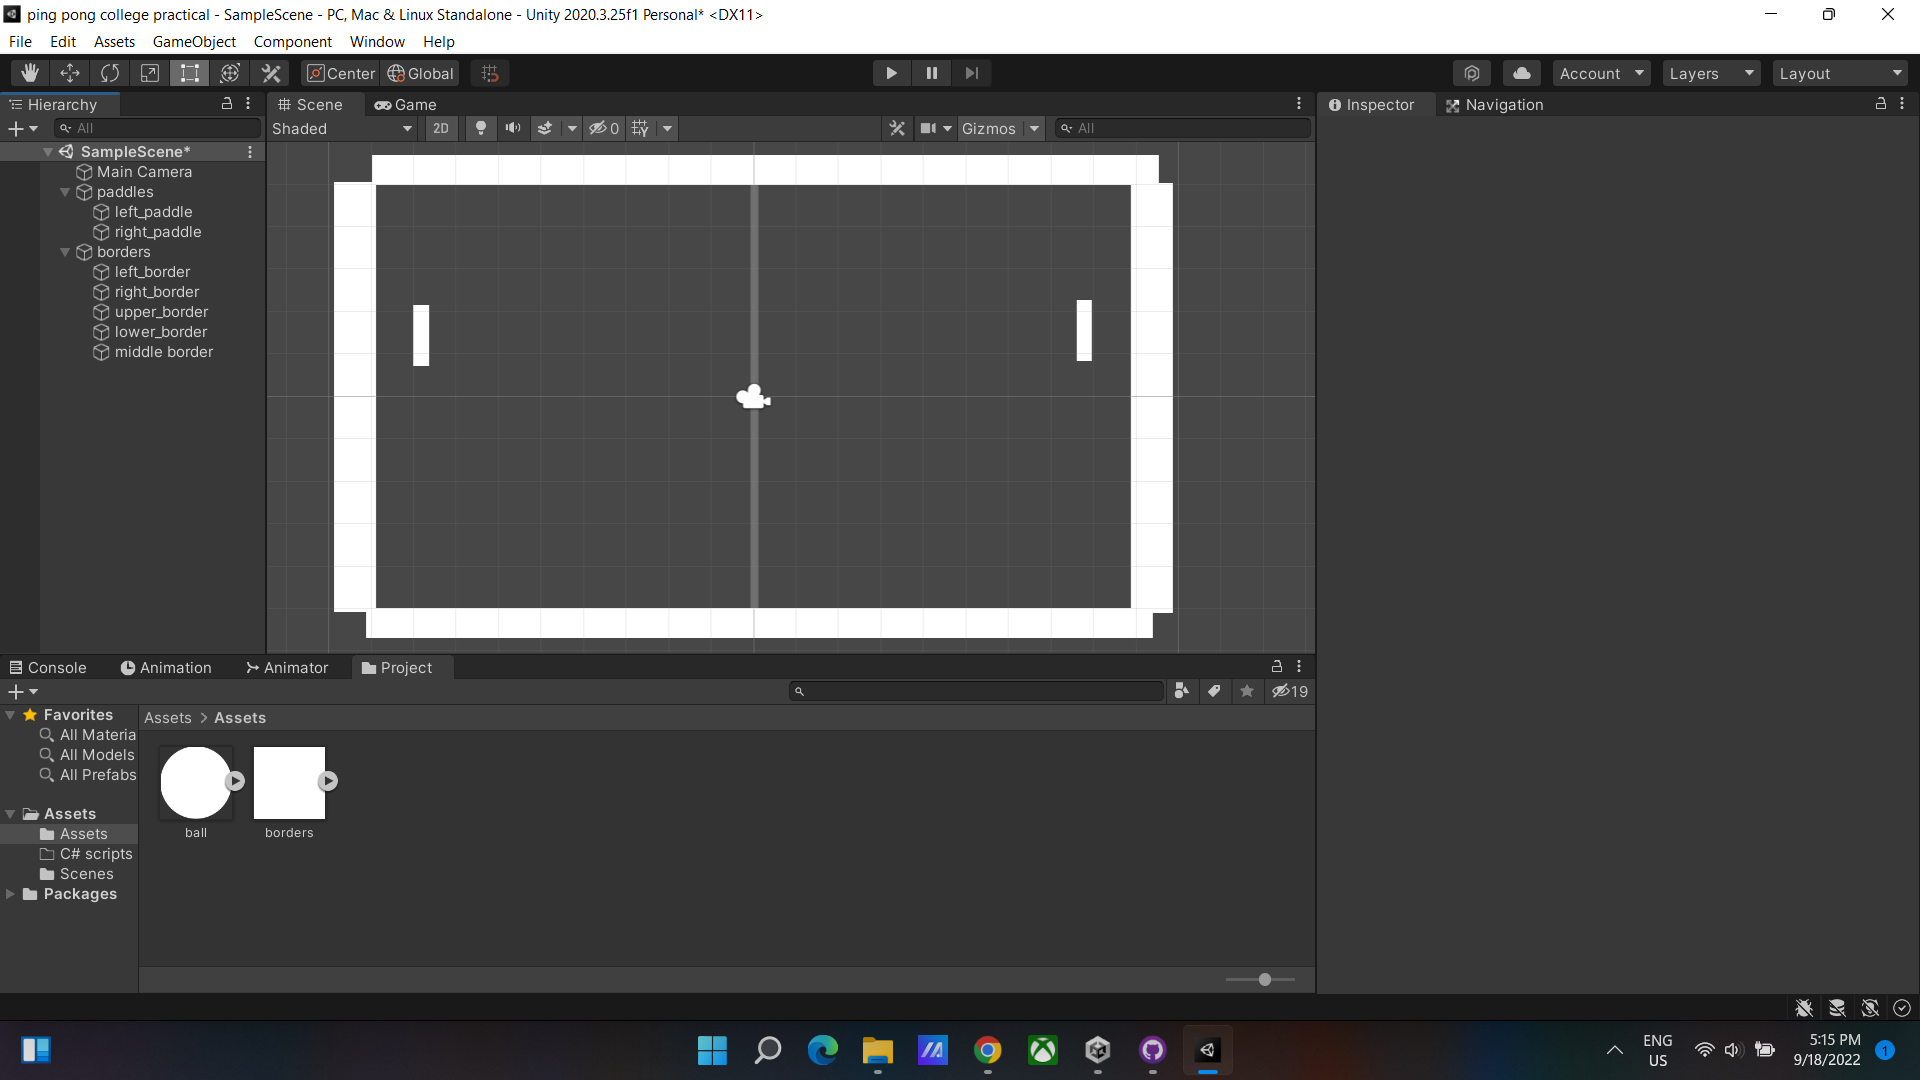 ping pong college practical - SampleScene - PC, Mac & Linux Standalone - Unity 2020.3.25f1 Personal* <DX11>
File Edit Assets GameObject Component Window Help
Center Global Account Layers Layout
Hierarchy
All
SampleScene*
Main Camera
paddles
left_paddle
right_paddle
borders
left_border
right_border
upper_border
lower_border
middle border
Scene Game
Shaded 2D 0 Gizmos All
Inspector Navigation
Console Animation Animator Project
19
Favorites
All Materia
All Models
All Prefabs
Assets
Assets
C# scripts
Scenes
Packages
Assets > Assets
ball borders
ENG
US
5:15 PM
9/18/2022
1